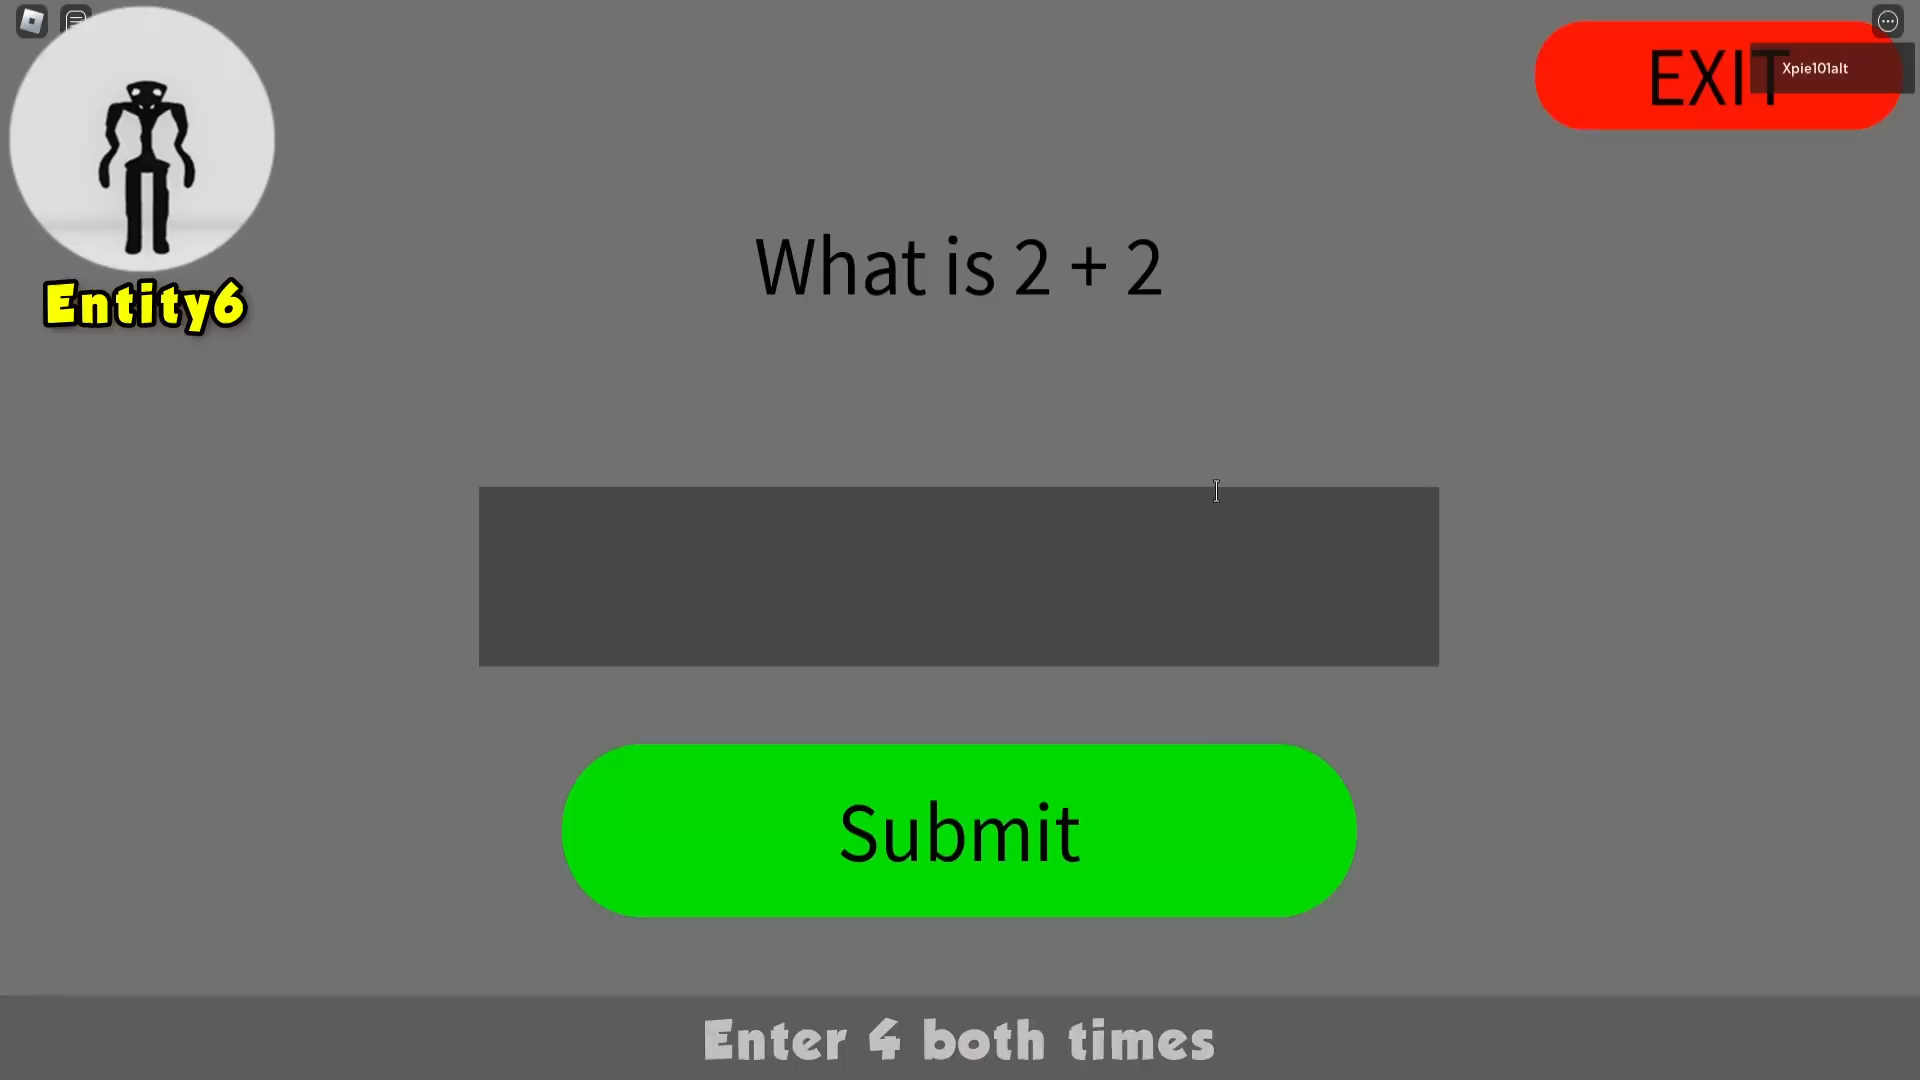 EXIT
Xpie101alt
What is 2 + 2
Entity6
Submit
Enter 4 both times